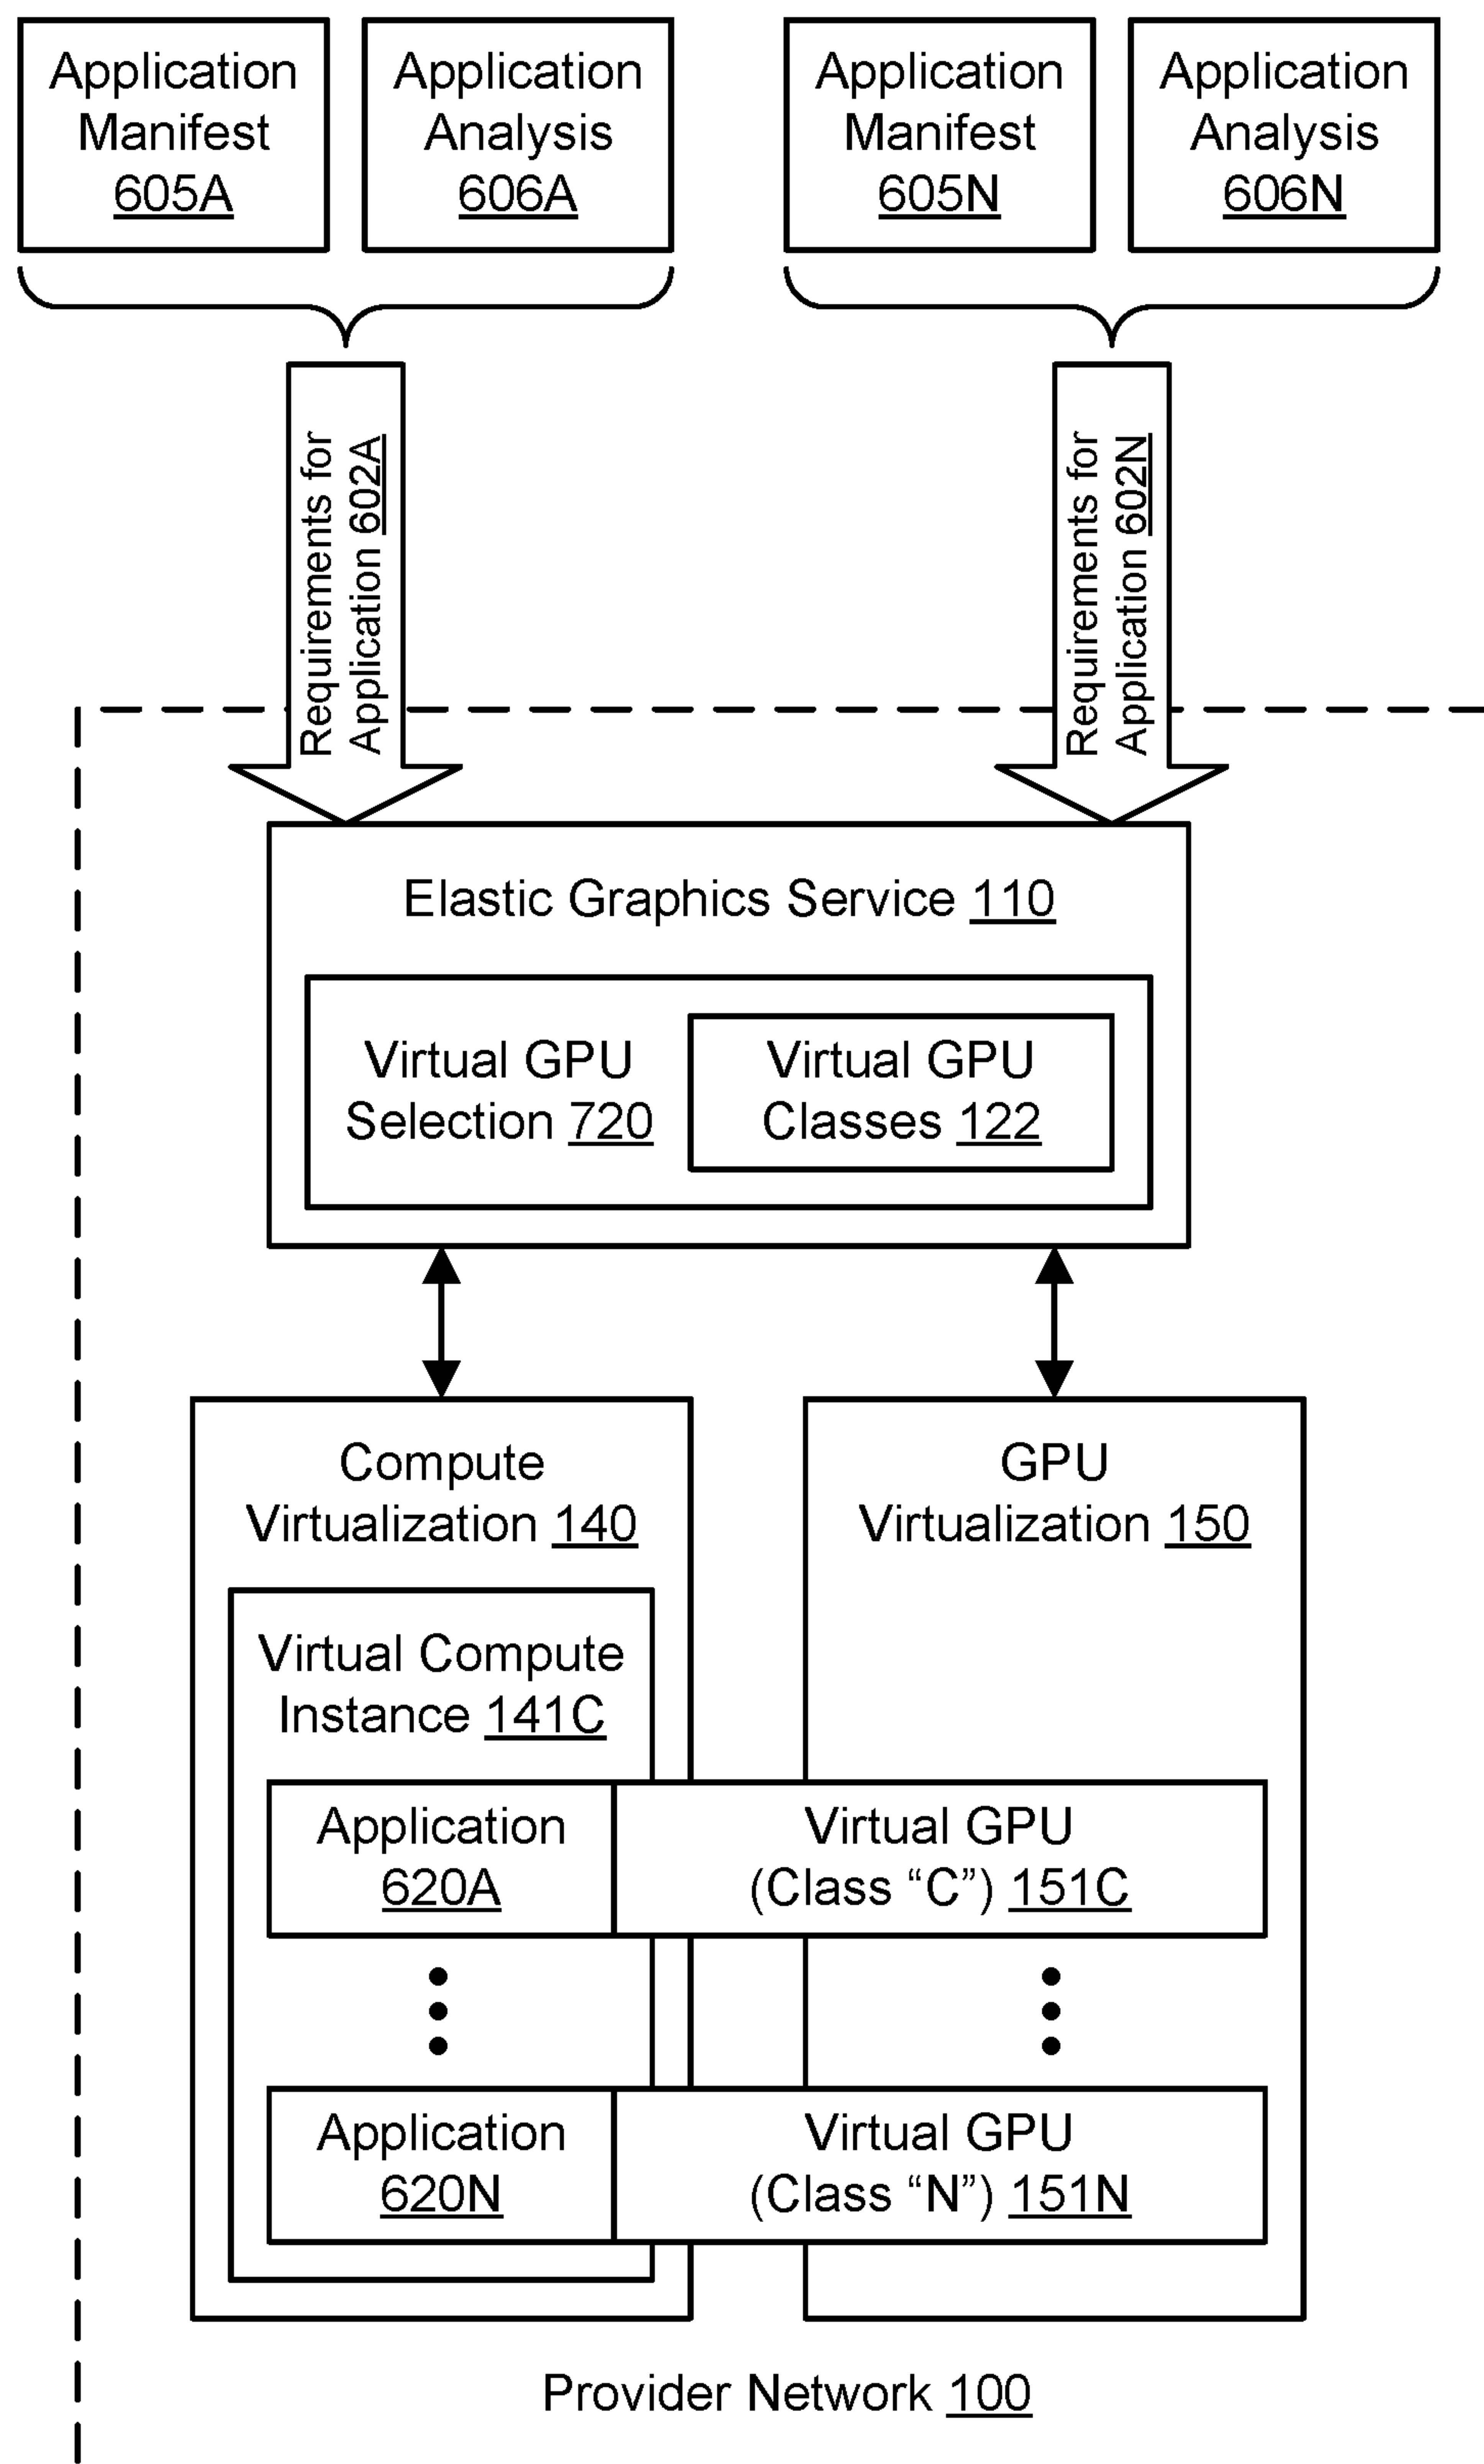 Application
Manifest
605A
Application
Analysis
606A
Application
Manifest
605N
Application
Analysis
606N
Requirements for
Application 602A
Requirements for
Application 602N
Elastic Graphics Service 110
Virtual GPU
Selection 720
Virtual GPU
Classes 122
Compute
Virtualization 140
GPU
Virtualization 150
Virtual Compute
Instance 141C
Application
620A
Virtual GPU
(Class “C”) 151C
Application
620N
Virtual GPU
(Class “N”) 151N
Provider Network 100